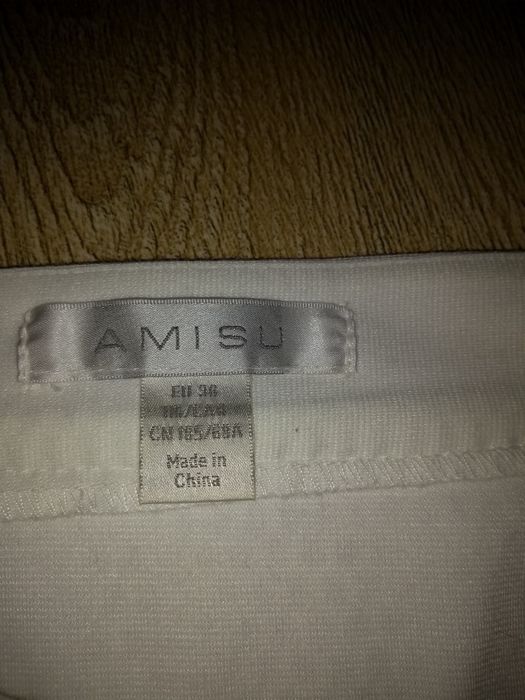 AMISU
EU 36
CN 165/68A
Made in
China